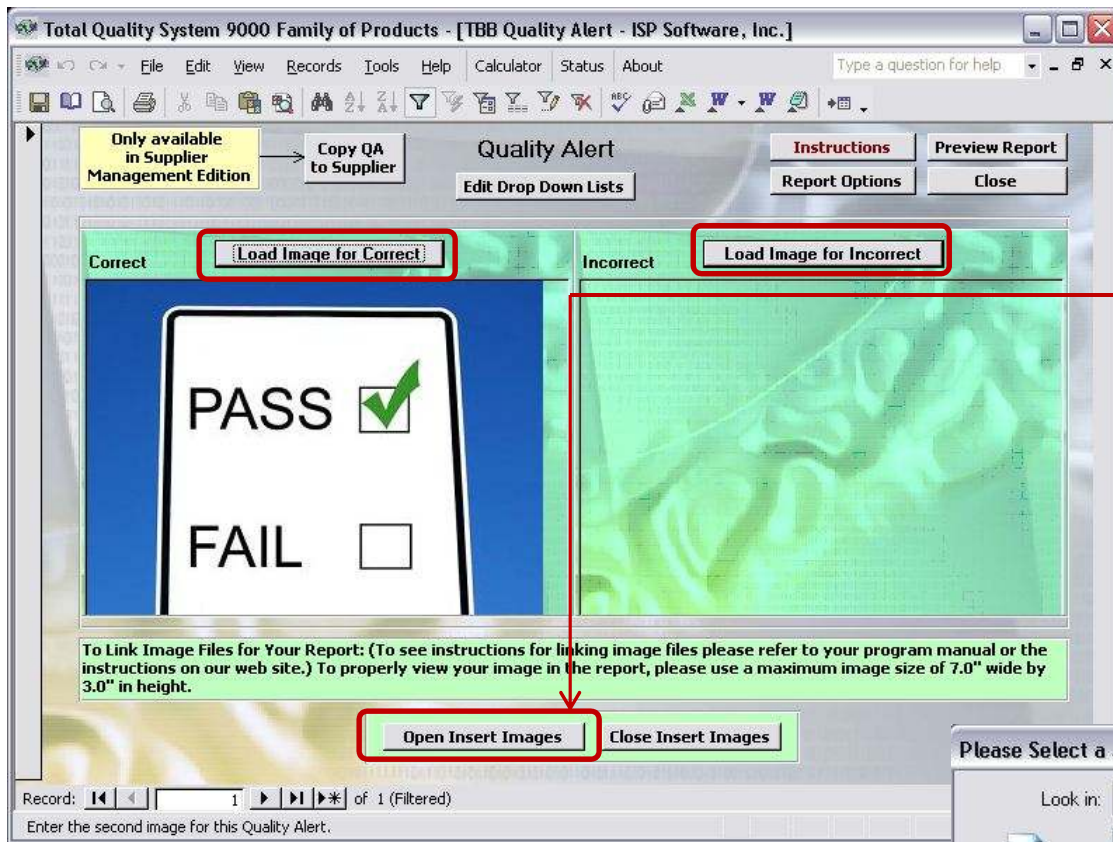 Total Quality System 9000 Family of Products - [TBB Quality Alert - ISP Software, Inc.]
File Edit View Records Tools Help Calculator Status About Type a question for help
Only available
in Supplier
Management Edition
Copy QA
to Supplier
Quality Alert
Edit Drop Down Lists
Instructions
Preview Report
Report Options
Close
Correct
Load Image for Correct
Incorrect
Load Image for Incorrect
PASS
FAIL
To Link Image Files for Your Report: (To see instructions for linking image files please refer to your program manual or the
instructions on our web site.) To properly view your image in the report, please use a maximum image size of 7.0" wide by
3.0" in height.
Open Insert Images
Close Insert Images
Please Select a
Look in:
Record: 1 of 1 (Filtered)
Enter the second image for this Quality Alert.